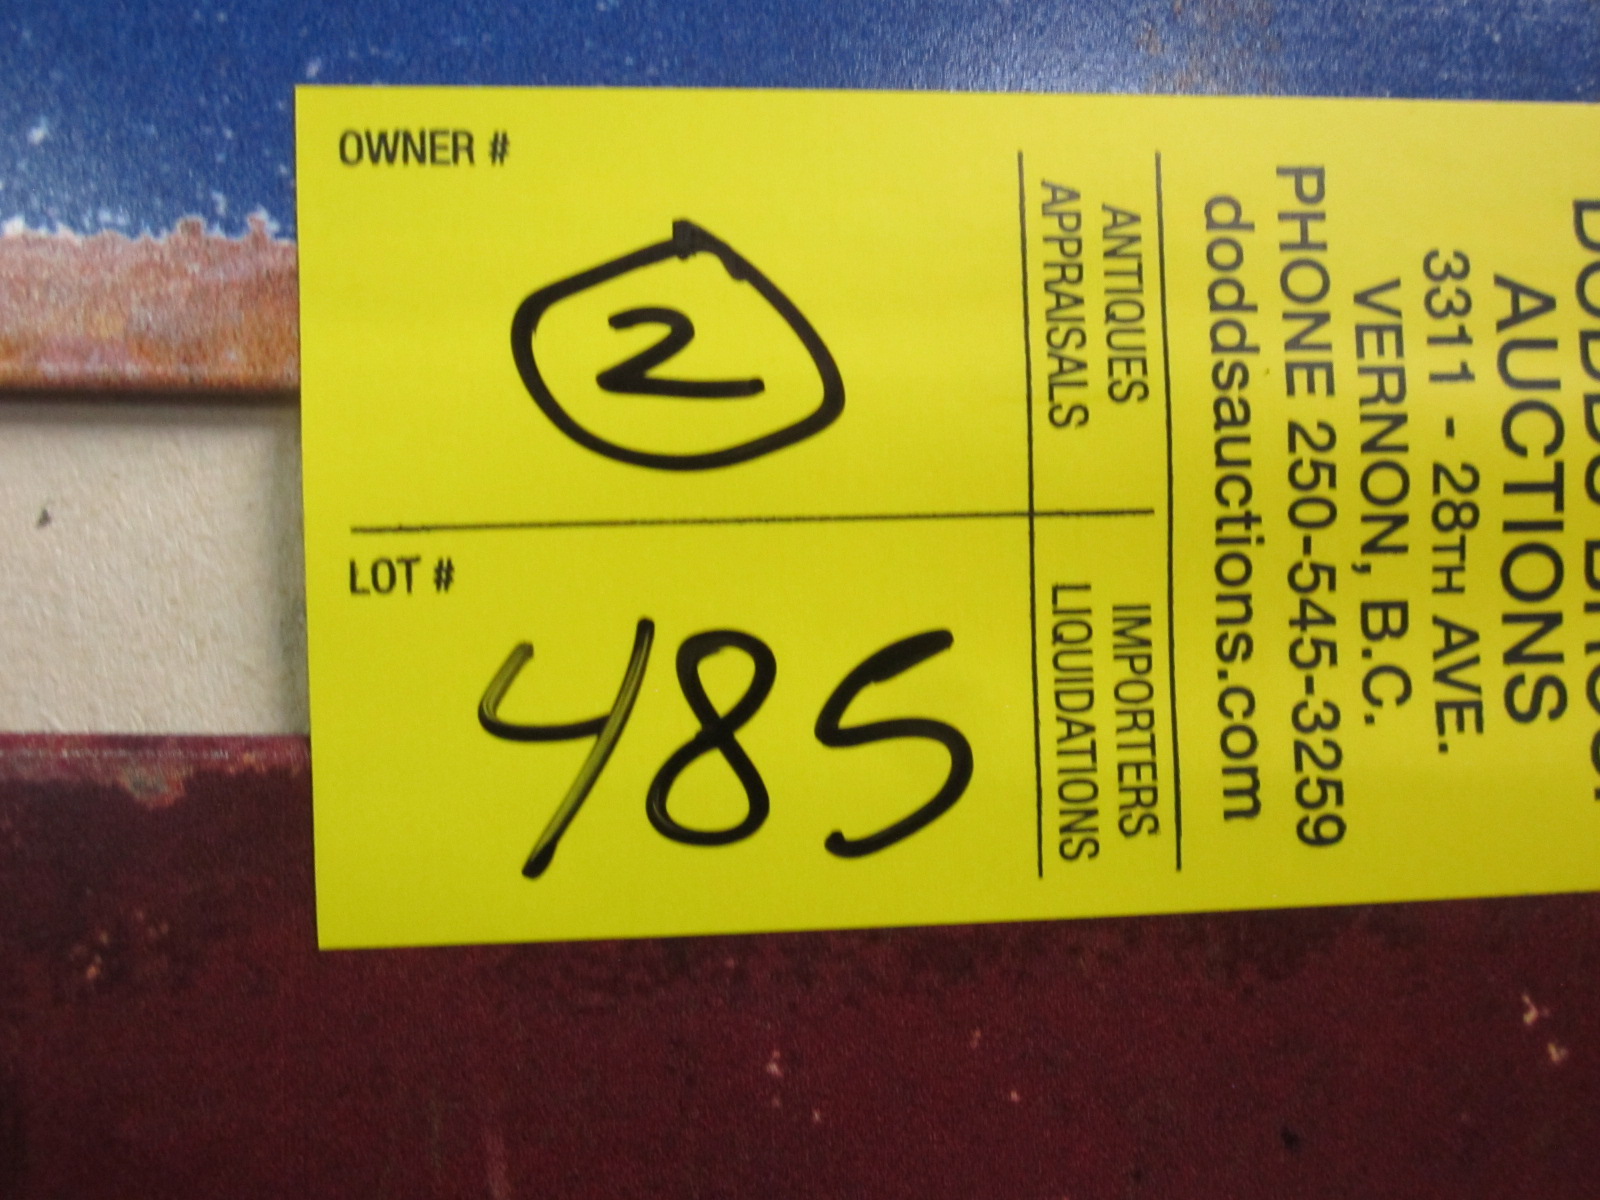 OWNER #
2
LOT #
485
AUCTIONS
3311 - 28TH AVE.
VERNON, B.C.
PHONE 250-545-3259
doddsauctions.com
ANTIQUES IMPORTERS
APPRAISALS LIQUIDATIONS